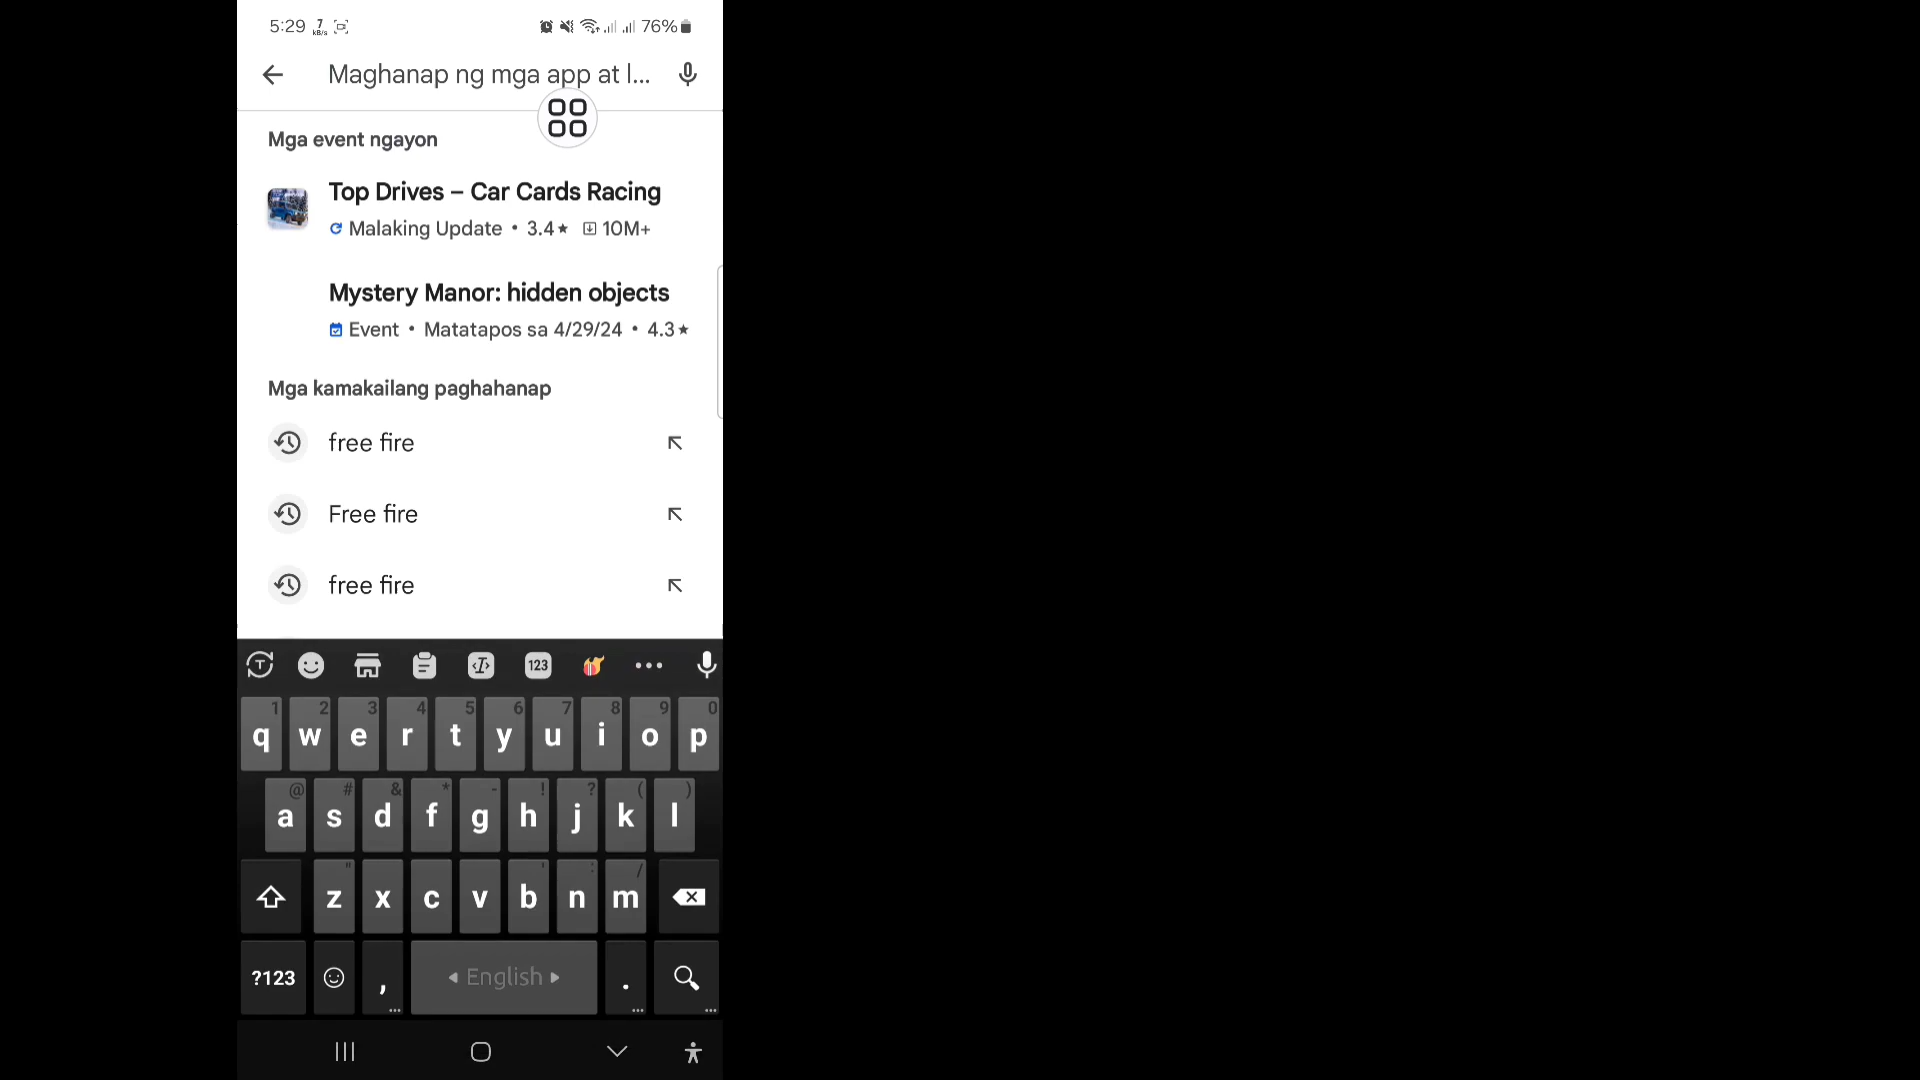 5:29 7 kB/s 76%
Maghanap ng mga app at l...
Mga event ngayon
Top Drives – Car Cards Racing
Malaking Update • 3.4★ 10M+
Mystery Manor: hidden objects
Event • Matatapos sa 4/29/24 • 4.3★
Mga kamakailang paghahanap
free fire
Free fire
free fire
T 123 •••
1 2 3 4 5 6 7 8 9 0
q w e r t y u i o p
@ # & * - ! ? ( )
a s d f g h j k l
" ' : /
z x c v b n m
?123 , English .